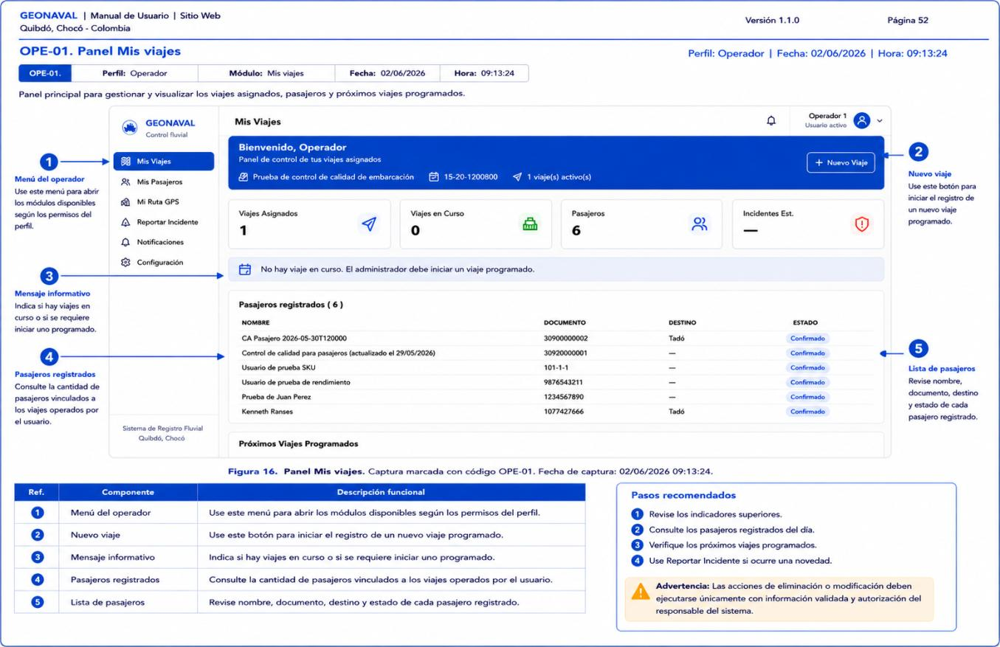 GEONAVAL | Manual de Usuario | Sitio Web
Quibdó, Chocó - Colombia
Versión 1.1.0
Página 52
OPE-01. Panel Mis viajes
Perfil: Operador | Fecha: 02/06/2026 | Hora: 09:13:24
OPE-01. Perfil: Operador Módulo: Mis viajes Fecha: 02/06/2026 Hora: 09:13:24
Panel principal para gestionar y visualizar los viajes asignados, pasajeros y próximos viajes programados.
1
Menú del operador
Use este menú para abrir
los módulos disponibles
según los permisos del
perfil.
3
Mensaje informativo
Indica si hay viajes en
curso o si se requiere
iniciar uno programado.
4
Pasajeros registrados
Consulte la cantidad de
pasajeros vinculados a
los viajes operados por
el usuario.
GEONAVAL
Control fluvial
Mis Viajes
Mis Pasajeros
Mi Ruta GPS
Reportar Incidente
Notificaciones
Configuración
Sistema de Registro Fluvial
Quibdó, Chocó
Mis Viajes
Operador 1
Usuario activo
Bienvenido, Operador
Panel de control de tus viajes asignados
Prueba de control de calidad de embarcación 15-20-1200800 1 viaje(s) activo(s)
+ Nuevo Viaje
Viajes Asignados
1
Viajes en Curso
0
Pasajeros
6
Incidentes Est.
—
No hay viaje en curso. El administrador debe iniciar un viaje programado.
Pasajeros registrados ( 6 )
NOMBRE DOCUMENTO DESTINO ESTADO
CA Pasajero 2026-05-30T120000 30900000002 Tadó Confirmado
Control de calidad para pasajeros (actualizado el 29/05/2026) 30920000001 — Confirmado
Usuario de prueba SKU 101-1-1 — Confirmado
Usuario de prueba de rendimiento 9876543211 — Confirmado
Prueba de Juan Perez 1234567890 — Confirmado
Kenneth Ranses 1077427666 Tadó Confirmado
Próximos Viajes Programados
2
Nuevo viaje
Use este botón para
iniciar el registro de
un nuevo viaje
programado.
5
Lista de pasajeros
Revise nombre,
documento, destino
y estado de cada
pasajero registrado.
Figura 16. Panel Mis viajes. Captura marcada con código OPE-01. Fecha de captura: 02/06/2026 09:13:24.
Ref. Componente Descripción funcional
1 Menú del operador Use este menú para abrir los módulos disponibles según los permisos del perfil.
2 Nuevo viaje Use este botón para iniciar el registro de un nuevo viaje programado.
3 Mensaje informativo Indica si hay viajes en curso o si se requiere iniciar uno programado.
4 Pasajeros registrados Consulte la cantidad de pasajeros vinculados a los viajes operados por el usuario.
5 Lista de pasajeros Revise nombre, documento, destino y estado de cada pasajero registrado.
Pasos recomendados
1 Revise los indicadores superiores.
2 Consulte los pasajeros registrados del día.
3 Verifique los próximos viajes programados.
4 Use Reportar Incidente si ocurre una novedad.
Advertencia: Las acciones de eliminación o modificación deben
ejecutarse únicamente con información validada y autorización del
responsable del sistema.